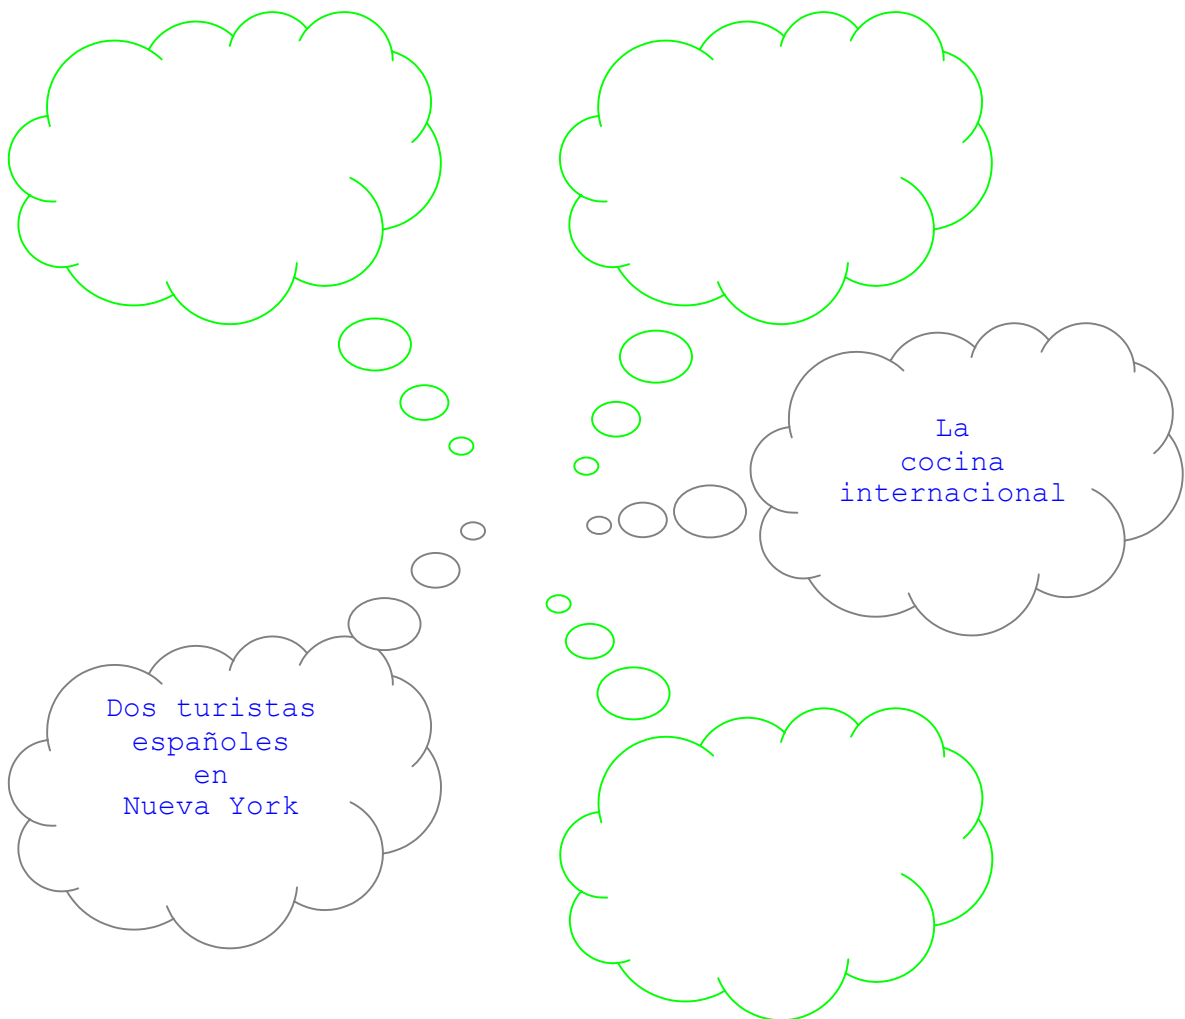 La
cocina
internacional
Dos turistas
españoles
en
Nueva York